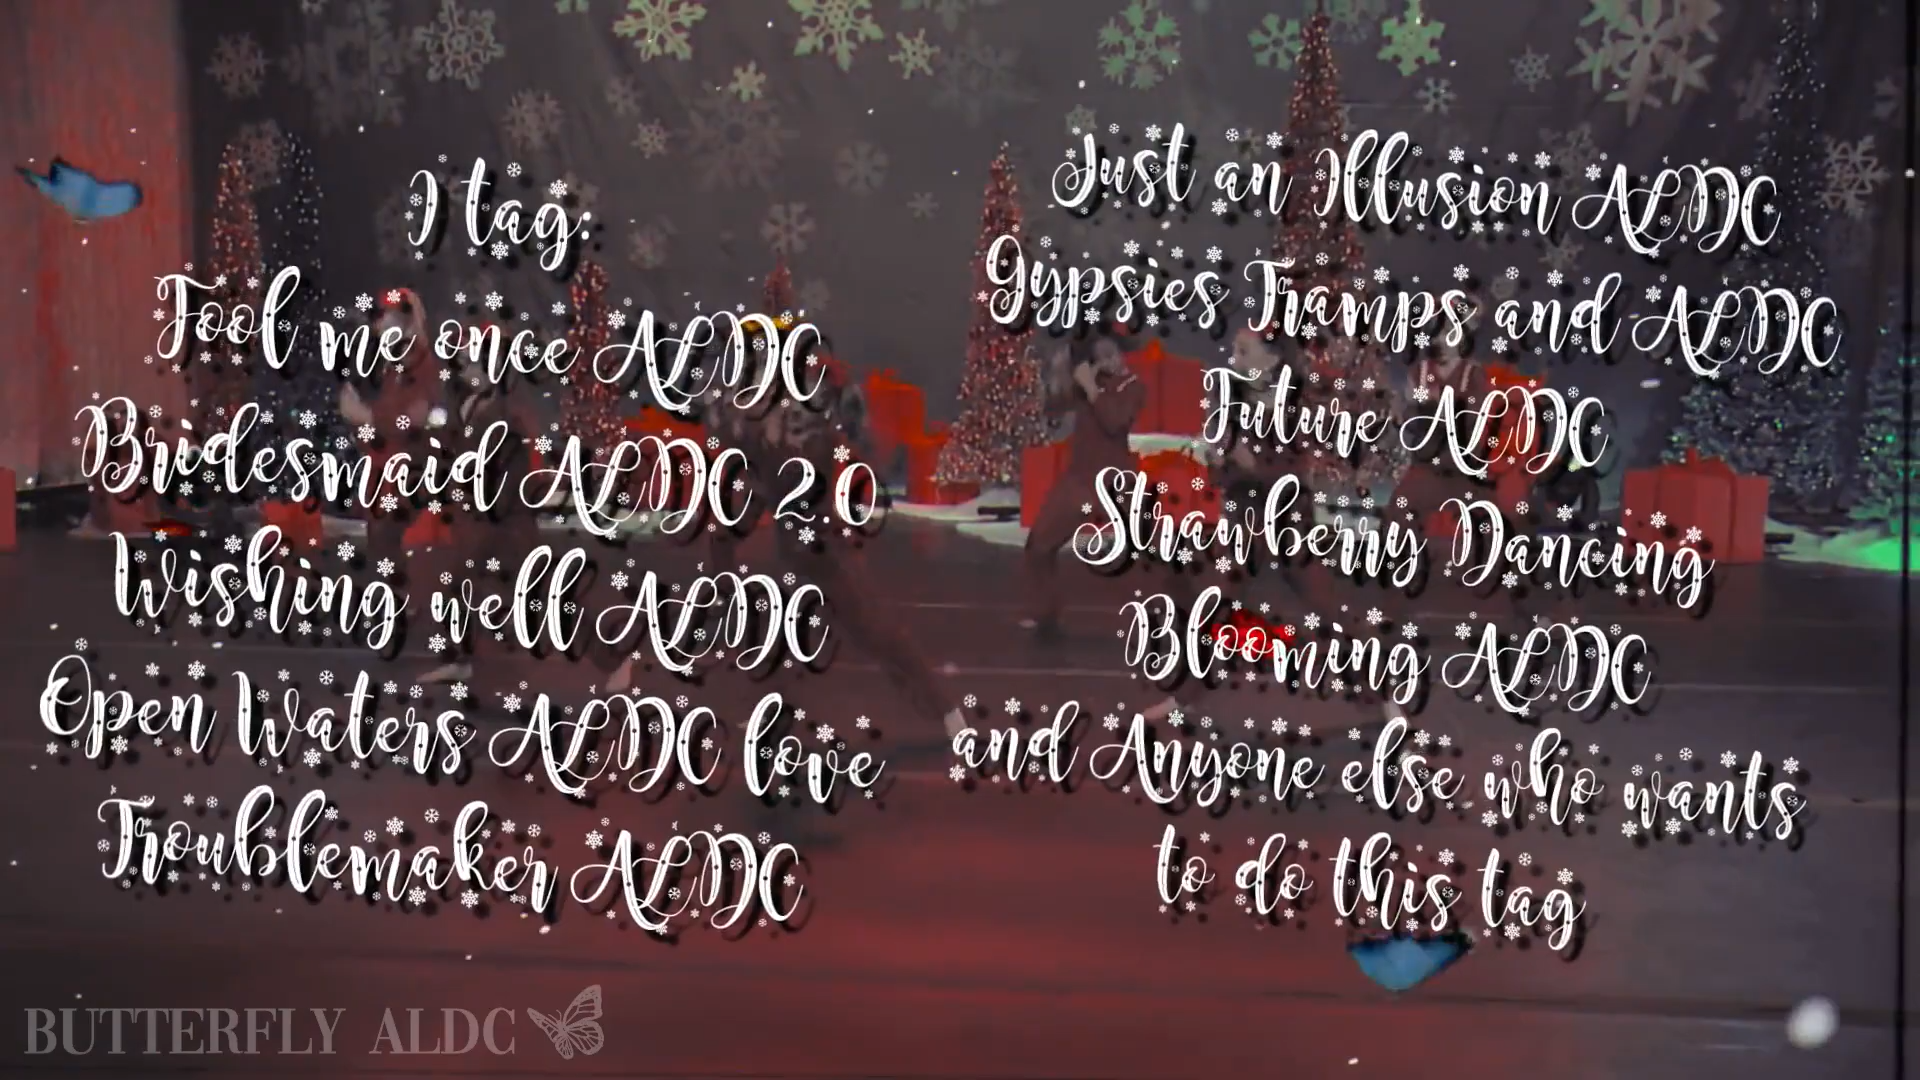 I tag:
Fool me once ALDC
Bridesmaid ALDC 2.0
Wishing well ALDC
Open Waters ALDC love
Troublemaker ALDC
Just an Illusion ALDC
Gypsies Tramps and ALDC
Future ALDC
Strawberry Dancing
Blooming ALDC
and Anyone else who wants
to do this tag
BUTTERFLY ALDC